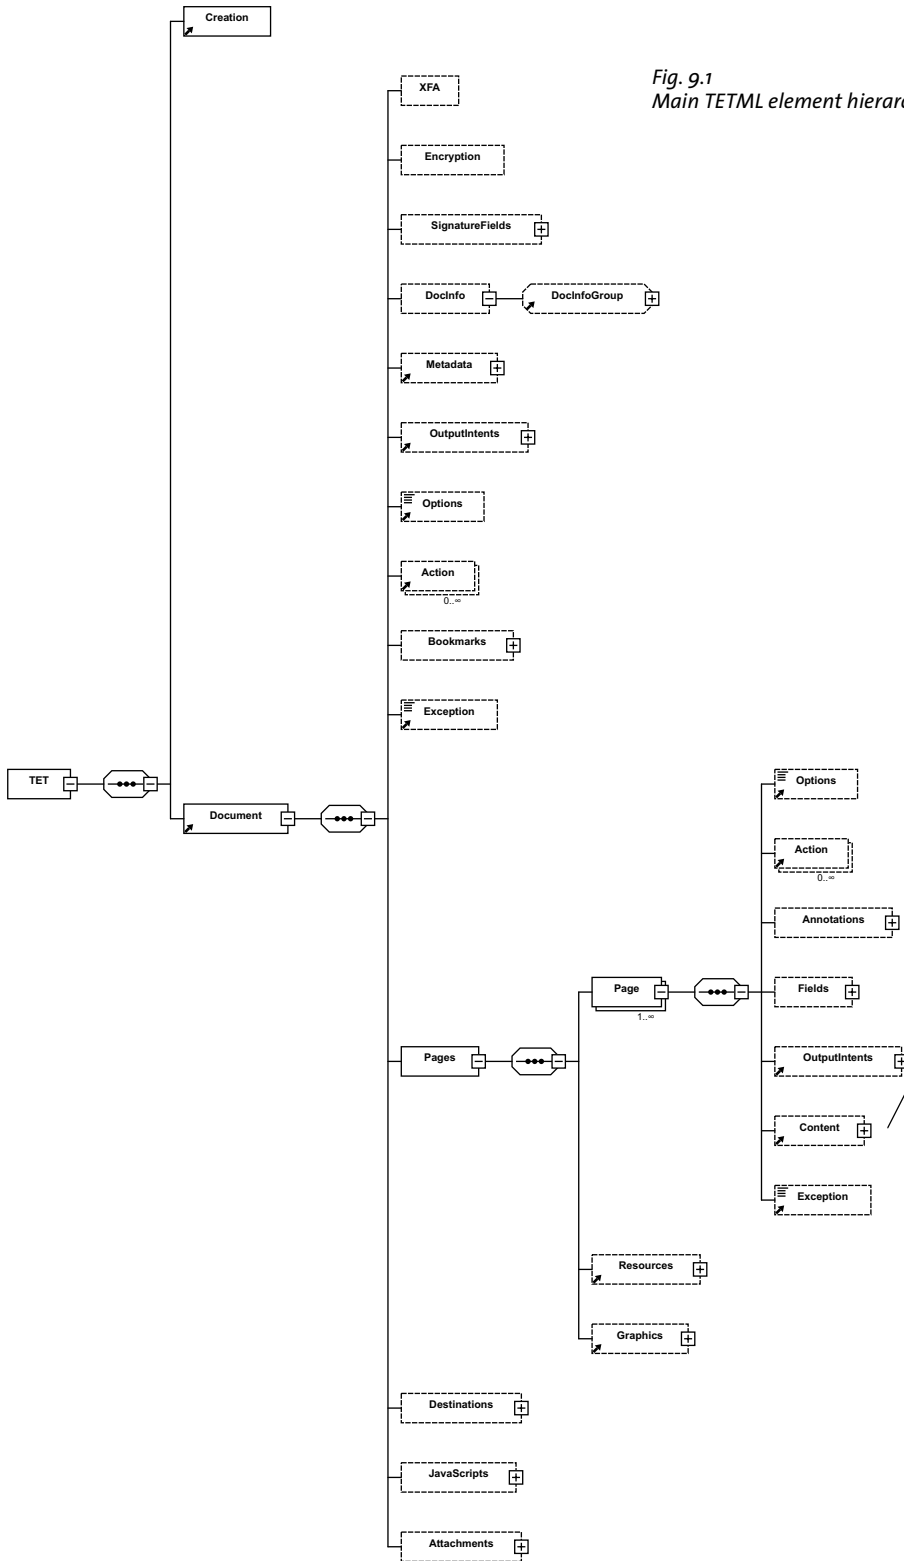 Creation
Fig. 9.1
Main TETML element hierar
XFA
Encryption
SignatureFields
DocInfo
DocInfoGroup
Metadata
OutputIntents
Options
Action
0..∞
Bookmarks
Exception
TET
Document
Options
Action
0..∞
Annotations
Page
1..∞
Fields
Pages
OutputIntents
Content
Exception
Resources
Graphics
Destinations
JavaScripts
Attachments